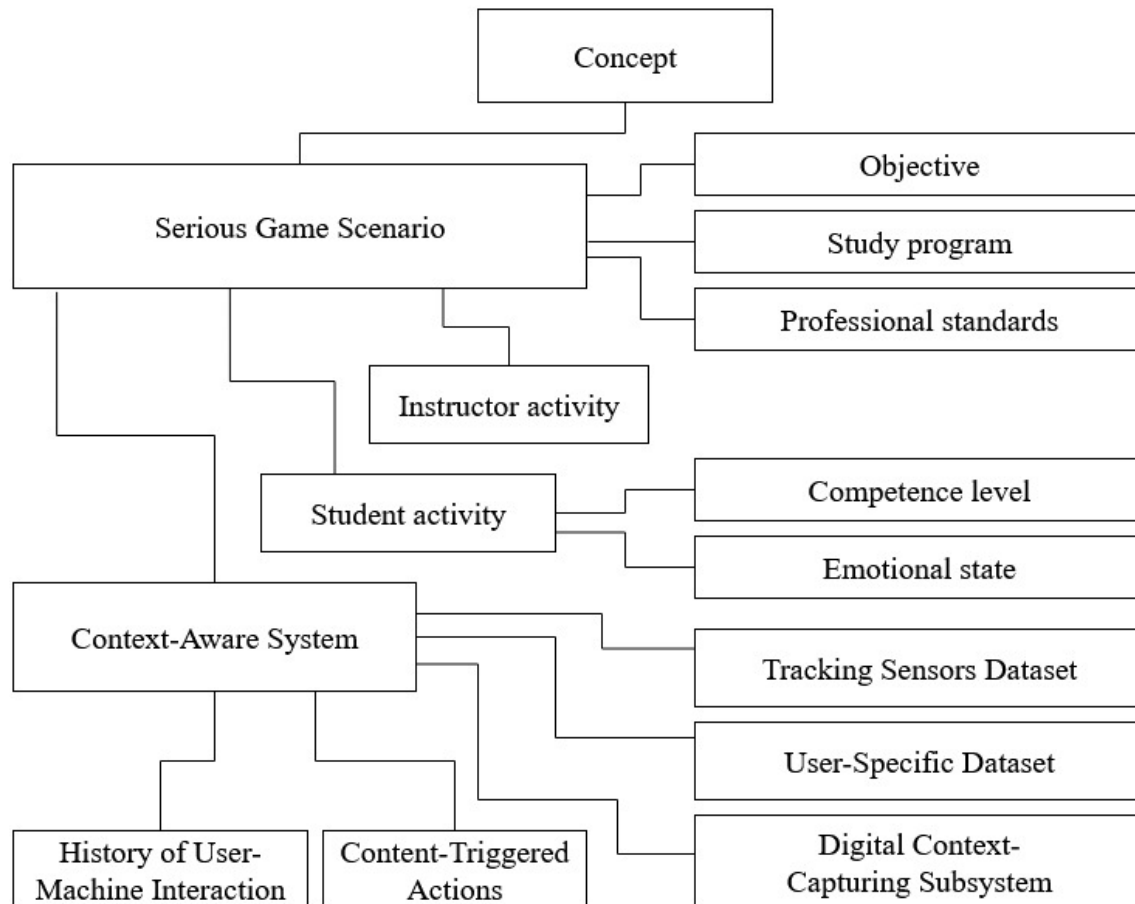 Concept
Serious Game Scenario
Objective
Study program
Professional standards
Instructor activity
Student activity
Competence level
Emotional state
Context-Aware System
Tracking Sensors Dataset
User-Specific Dataset
History of User-
Machine Interaction
Content-Triggered
Actions
Digital Context-
Capturing Subsystem